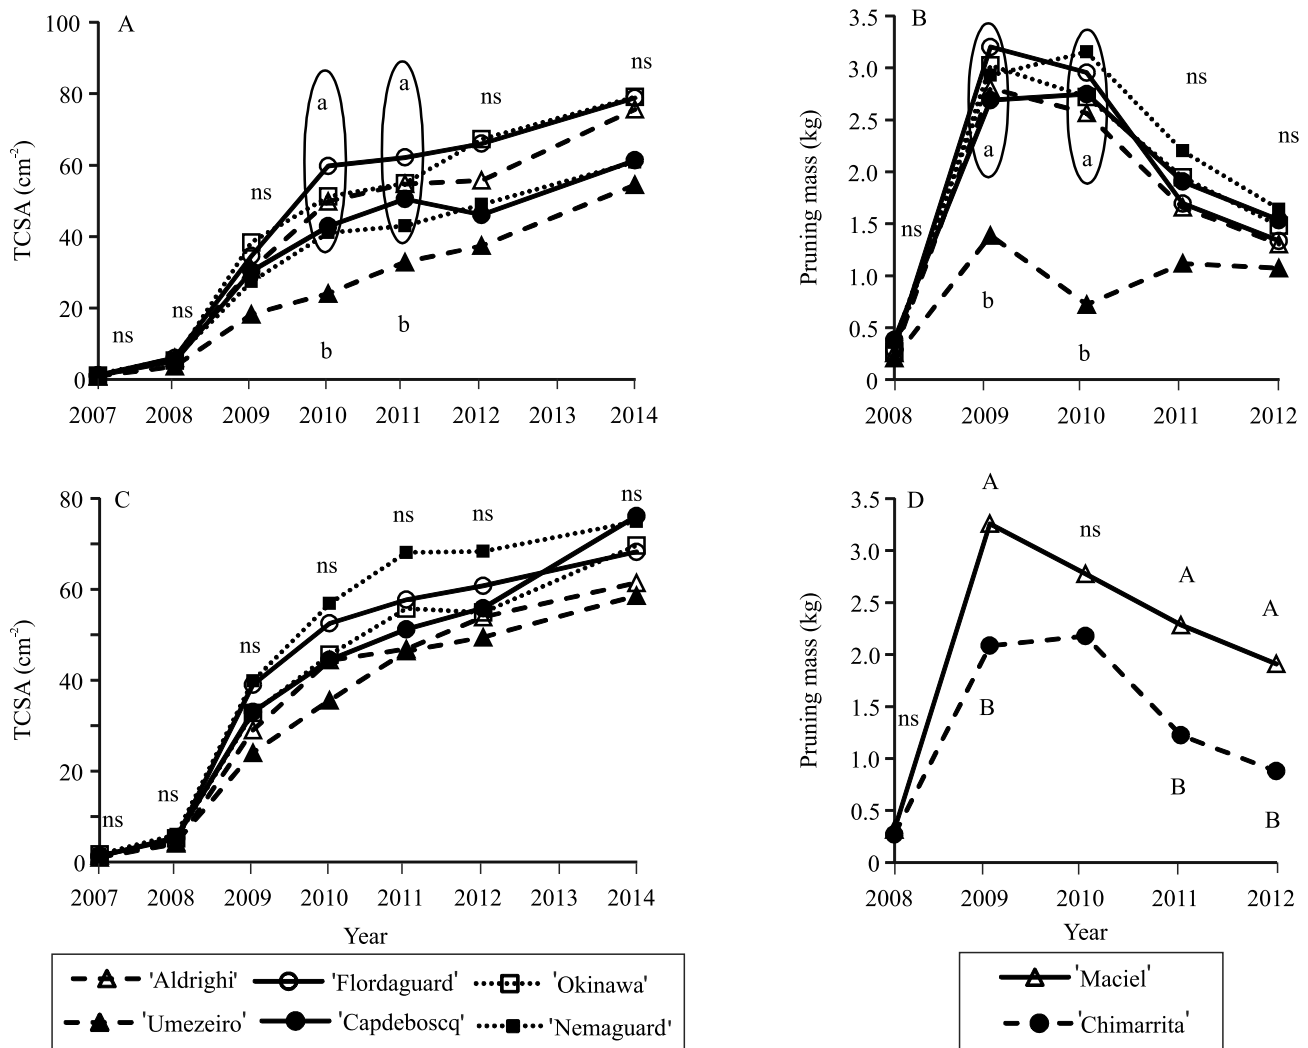 A
TCSA (cm-2)
100
80
60
40
20
0
ns
ns
ns
a
b
a
b
ns
ns
2007 2008 2009 2010 2011 2012 2013 2014
B
Pruning mass (kg)
3.5
3.0
2.5
2.0
1.5
1.0
0.5
0
ns
a
b
a
b
ns
ns
2008 2009 2010 2011 2012
C
TCSA (cm-2)
80
60
40
20
0
ns
ns
ns
ns
ns
ns
ns
2007 2008 2009 2010 2011 2012 2013 2014
Year
D
Pruning mass (kg)
3.5
3.0
2.5
2.0
1.5
1.0
0.5
0
ns
A
B
ns
A
B
A
B
2008 2009 2010 2011 2012
Year
'Aldrighi' 'Flordaguard' 'Okinawa'
'Umezeiro' 'Capdeboscq' 'Nemaguard'
'Maciel'
'Chimarrita'